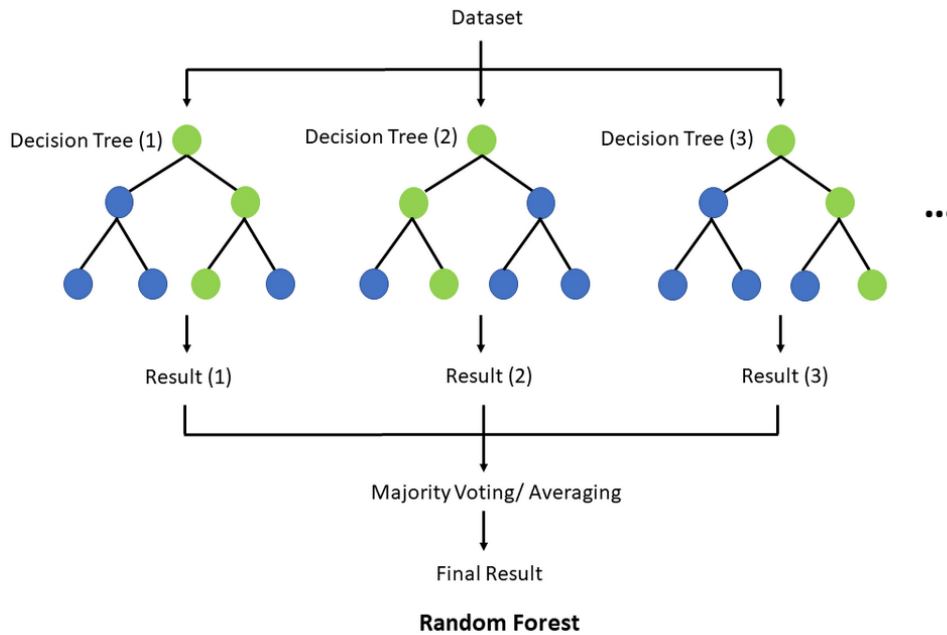 Dataset
Decision Tree (1)
Decision Tree (2)
Decision Tree (3)
...
Result (1)
Result (2)
Result (3)
Majority Voting/ Averaging
Final Result
Random Forest